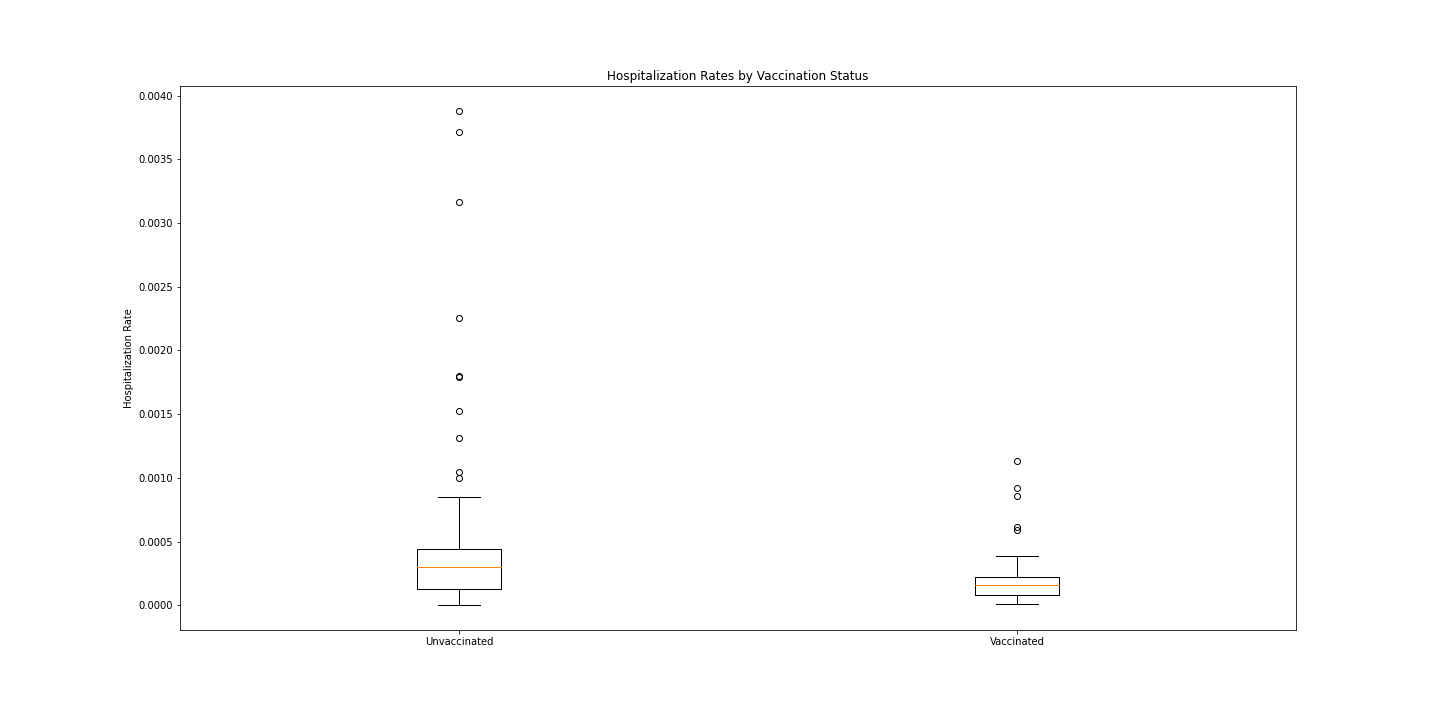 Hospitalization Rates by Vaccination Status
Hospitalization Rate
0.0040
0.0035
0.0030
0.0025
0.0020
0.0015
0.0010
0.0005
0.0000
Unvaccinated
Vaccinated